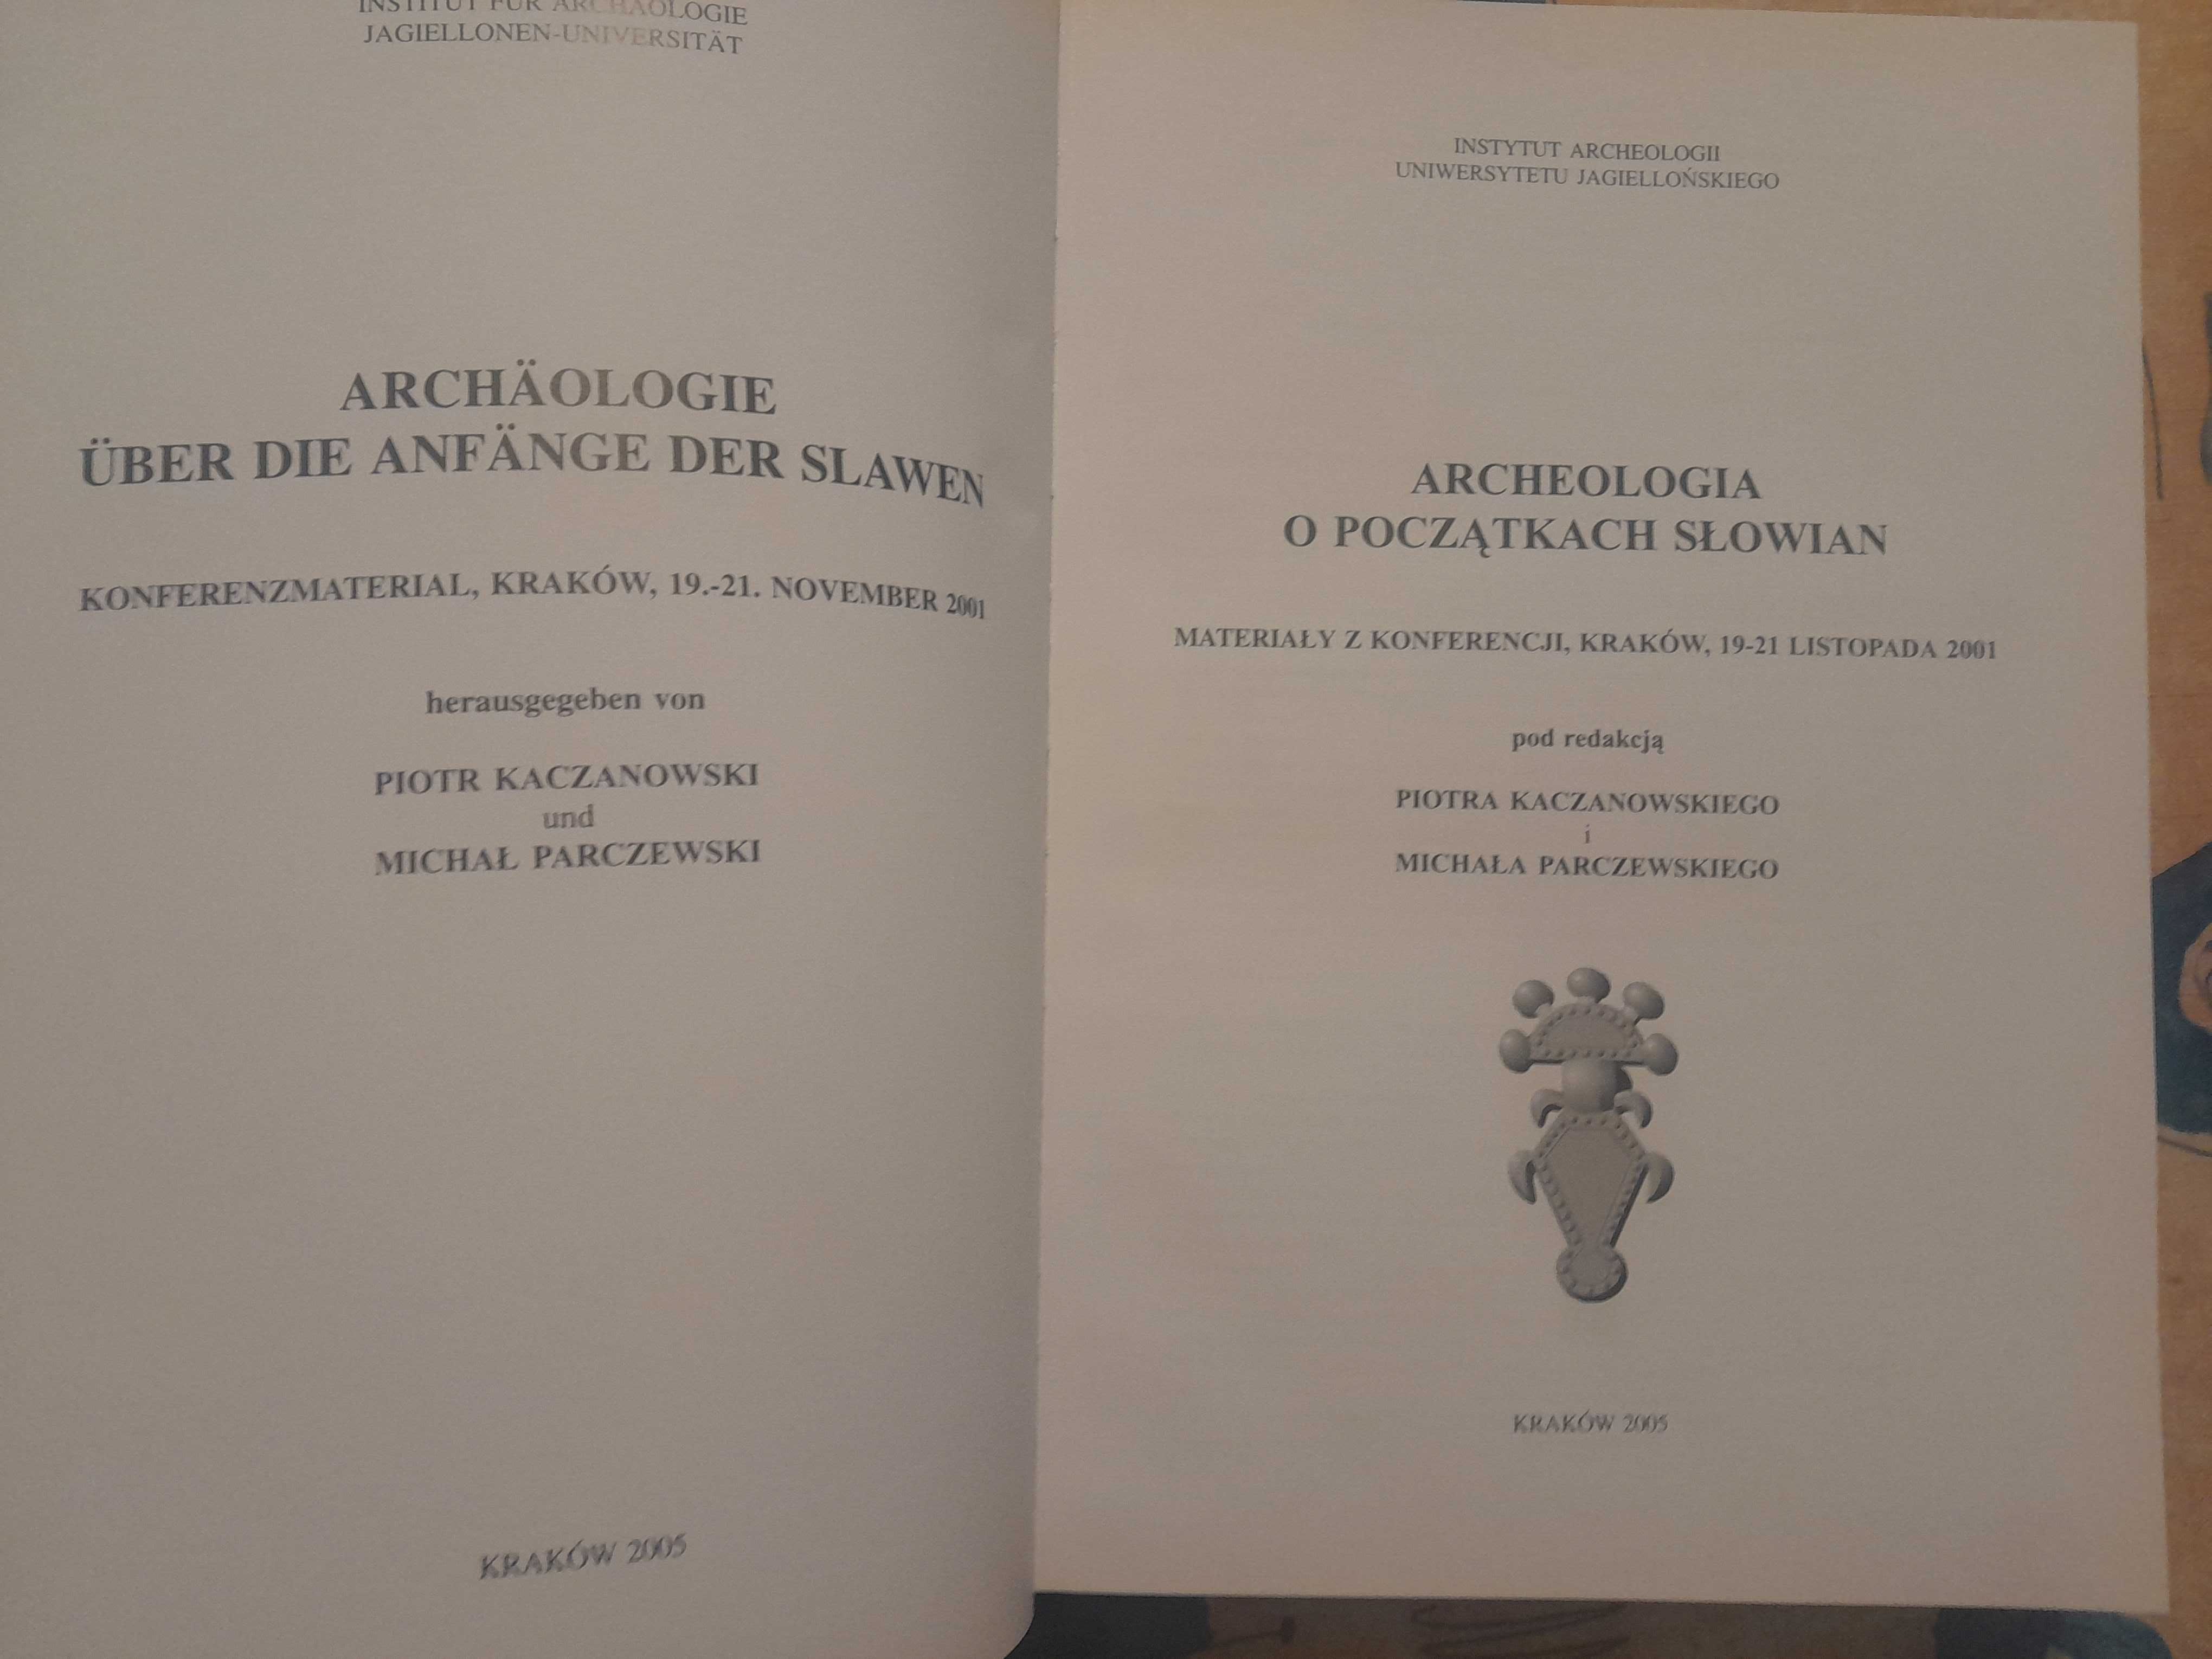 INSTITUT FÜR ARCHÄOLOGIE
JAGIELLONEN-UNIVERSITÄT
ARCHÄOLOGIE
ÜBER DIE ANFÄNGE DER SLAWEN
KONFERENZMATERIAL, KRAKÓW, 19.-21. NOVEMBER 2001
herausgegeben von
PIOTR KACZANOWSKI
und
MICHAŁ PARCZEWSKI
KRAKÓW 2005
INSTYTUT ARCHEOLOGII
UNIWERSYTETU JAGIELLOŃSKIEGO
ARCHEOLOGIA
O POCZĄTKACH SŁOWIAN
MATERIAŁY Z KONFERENCJI, KRAKÓW, 19-21 LISTOPADA 2001
pod redakcją
PIOTRA KACZANOWSKIEGO
i
MICHAŁA PARCZEWSKIEGO
KRAKÓW 2005